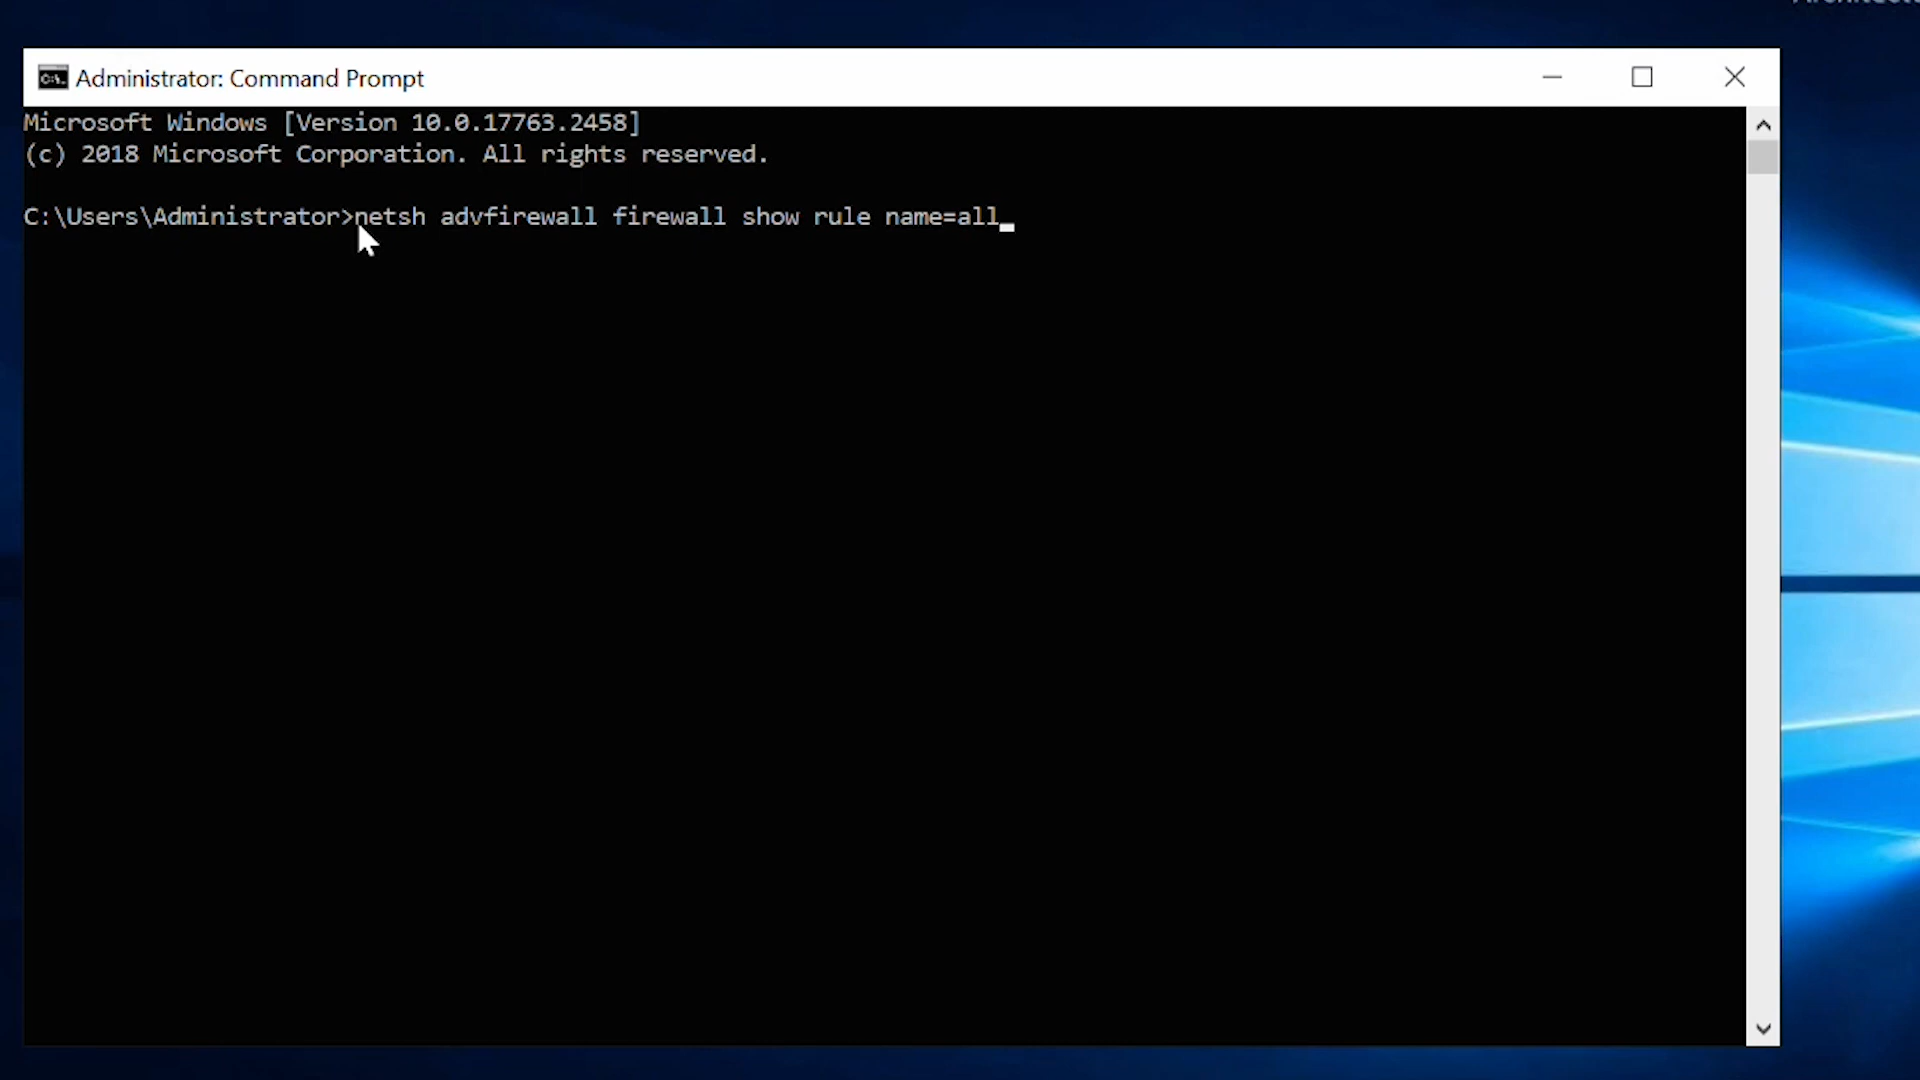 Administrator: Command Prompt
Microsoft Windows [Version 10.0.17763.2458]
(c) 2018 Microsoft Corporation. All rights reserved.
C:\Users\Administrator>netsh advfirewall firewall show rule name=all